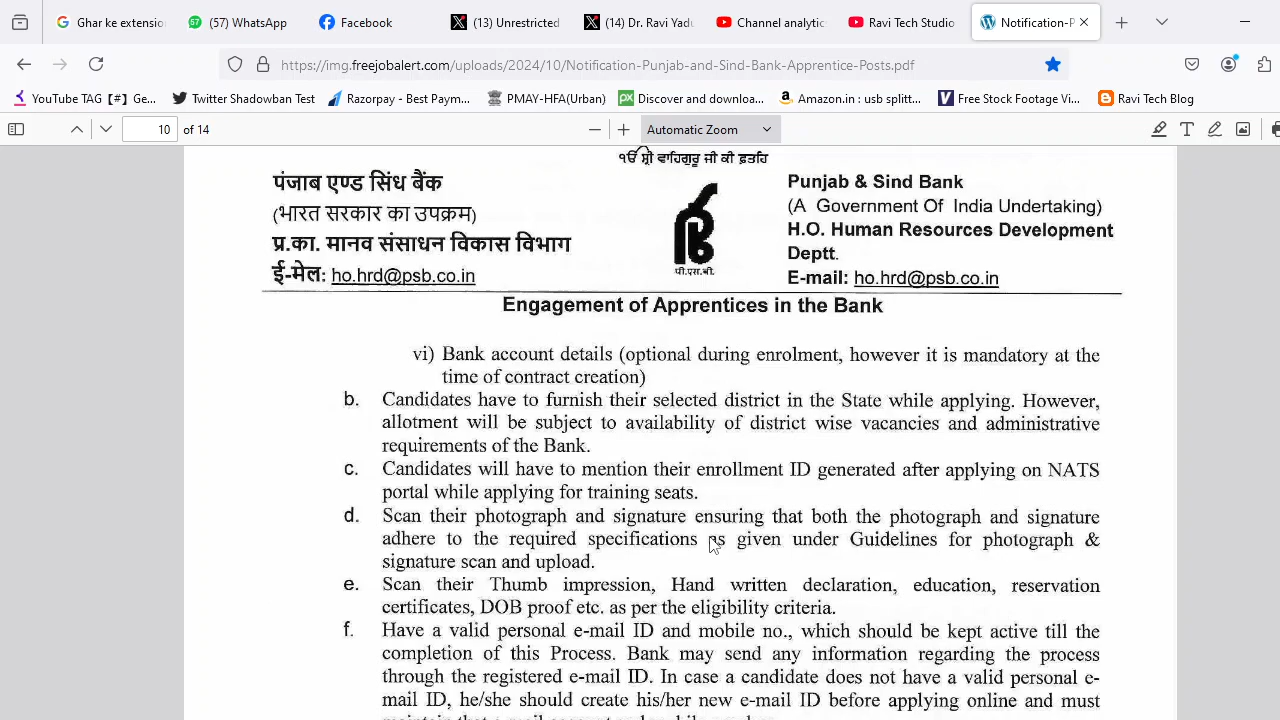 Ghar ke extension
(57) WhatsApp
Facebook
(13) Unrestricted
(14) Dr. Ravi Yadu
Channel analytic
Ravi Tech Studio
Notification-P
https://img.freejobalert.com/uploads/2024/10/Notification-Punjab-and-Sind-Bank-Apprentice-Posts.pdf
YouTube TAG [#] Ge...
Twitter Shadowban Test
Razorpay - Best Paym...
PMAY-HFA(Urban)
Discover and downloa...
Amazon.in : usb splitt...
Free Stock Footage Vi...
Ravi Tech Blog
10 of 14
Automatic Zoom
ੴ ਸ਼੍ਰੀ ਵਾਹਿਗੁਰੂ ਜੀ ਕੀ ਫ਼ਤਹਿ
पंजाब एण्ड सिंध बैंक
(भारत सरकार का उपक्रम)
प्र.का. मानव संसाधन विकास विभाग
ई-मेल: ho.hrd@psb.co.in
पी.एस.बी.
Punjab & Sind Bank
(A Government Of India Undertaking)
H.O. Human Resources Development
Deptt.
E-mail: ho.hrd@psb.co.in
Engagement of Apprentices in the Bank
vi) Bank account details (optional during enrolment, however it is mandatory at the
time of contract creation)
b. Candidates have to furnish their selected district in the State while applying. However,
allotment will be subject to availability of district wise vacancies and administrative
requirements of the Bank.
c. Candidates will have to mention their enrollment ID generated after applying on NATS
portal while applying for training seats.
d. Scan their photograph and signature ensuring that both the photograph and signature
adhere to the required specifications as given under Guidelines for photograph &
signature scan and upload.
e. Scan their Thumb impression, Hand written declaration, education, reservation
certificates, DOB proof etc. as per the eligibility criteria.
f. Have a valid personal e-mail ID and mobile no., which should be kept active till the
completion of this Process. Bank may send any information regarding the process
through the registered e-mail ID. In case a candidate does not have a valid personal e-
mail ID, he/she should create his/her new e-mail ID before applying online and must